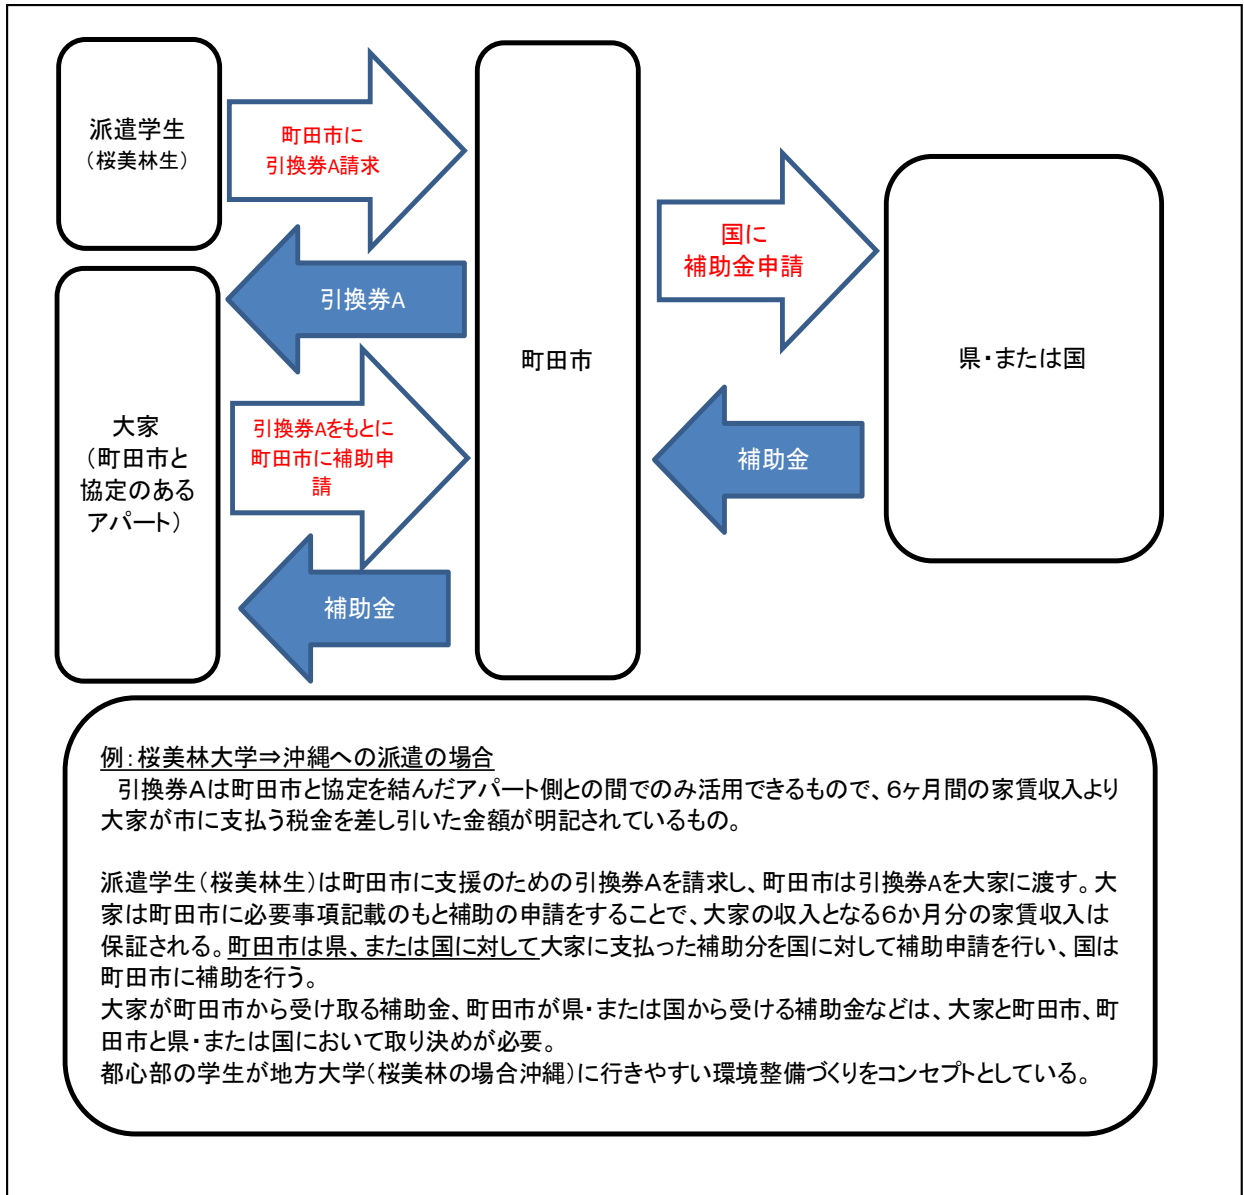 派遣学生
（桜美林生）
町田市に
引換券A請求
引換券A
大家
（町田市と
協定のある
アパート）
引換券Aをもとに
町田市に補助申
請
補助金
町田市
国に
補助金申請
補助金
県・または国
例：桜美林大学⇒沖縄への派遣の場合
引換券Ａは町田市と協定を結んだアパート側との間でのみ活用できるもので、６ヶ月間の家賃収入より
大家が市に支払う税金を差し引いた金額が明記されているもの。
派遣学生（桜美林生）は町田市に支援のための引換券Ａを請求し、町田市は引換券Aを大家に渡す。大
家は町田市に必要事項記載のもと補助の申請をすることで、大家の収入となる６か月分の家賃収入は
保証される。町田市は県、または国に対して大家に支払った補助分を国に対して補助申請を行い、国は
町田市に補助を行う。
大家が町田市から受け取る補助金、町田市が県・または国から受ける補助金などは、大家と町田市、町
田市と県・または国において取り決めが必要。
都心部の学生が地方大学（桜美林の場合沖縄）に行きやすい環境整備づくりをコンセプトとしている。